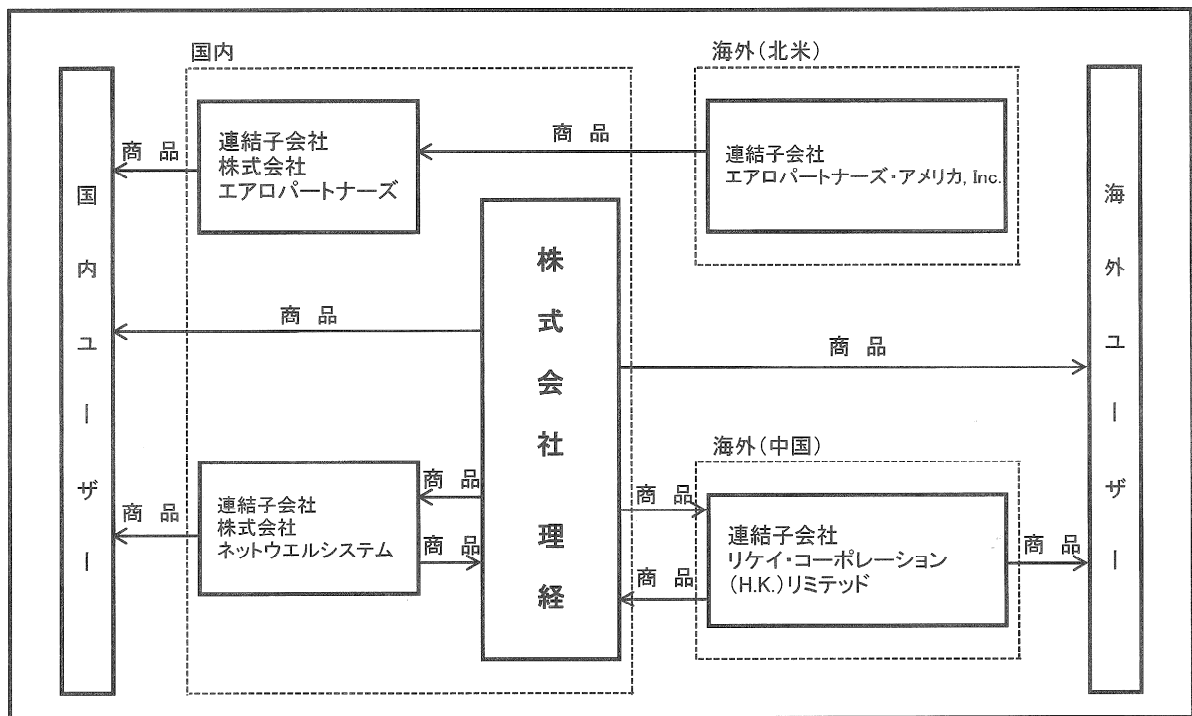 国内
海外（北米）
国内ユーザー
商　品
連結子会社
株式会社
エアロパートナーズ
商　品
連結子会社
エアロパートナーズ・アメリカ, Inc.
海外ユーザー
株式会社理経
商　品
商　品
海外（中国）
商　品
連結子会社
株式会社
ネットウエルシステム
商　品
商　品
商　品
商　品
連結子会社
リケイ・コーポレーション
（H.K.）リミテッド
商　品